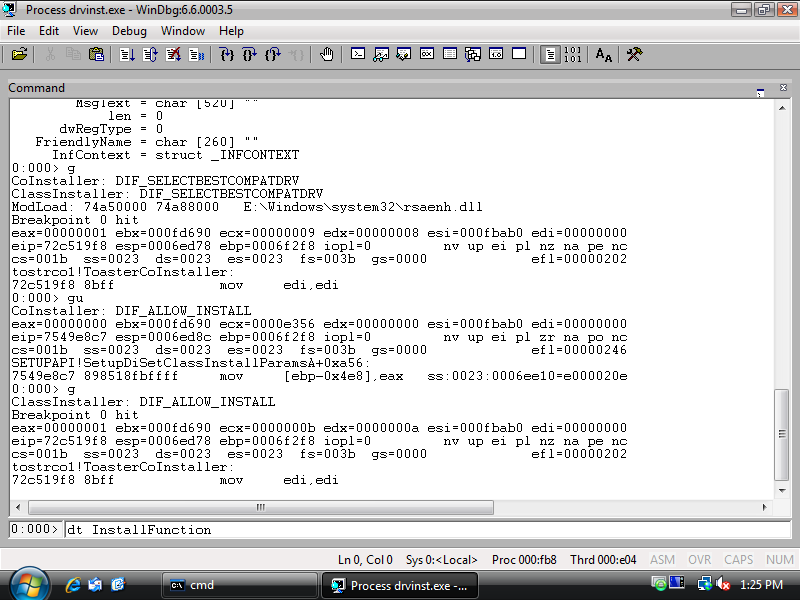 Process drvinst.exe - WinDbg:6.6.0003.5
File Edit View Debug Window Help
Command
MsgText = char [520] ""
len = 0
dwRegType = 0
FriendlyName = char [260] ""
InfContext = struct _INFCONTEXT
0:000> g
CoInstaller: DIF_SELECTBESTCOMPATDRV
ClassInstaller: DIF_SELECTBESTCOMPATDRV
ModLoad: 74a50000 74a88000   E:\Windows\system32\rsaenh.dll
Breakpoint 0 hit
eax=00000001 ebx=000fd690 ecx=00000009 edx=00000008 esi=000fbab0 edi=00000000
eip=72c519f8 esp=0006ed78 ebp=0006f2f8 iopl=0         nv up ei pl nz na pe nc
cs=001b  ss=0023  ds=0023  es=0023  fs=003b  gs=0000             efl=00000202
tostrco1!ToasterCoInstaller:
72c519f8 8bff            mov     edi,edi
0:000> gu
CoInstaller: DIF_ALLOW_INSTALL
eax=00000000 ebx=000fd690 ecx=0000e356 edx=00000000 esi=000fbab0 edi=00000000
eip=7549e8c7 esp=0006ed8c ebp=0006f2f8 iopl=0         nv up ei pl zr na po nc
cs=001b  ss=0023  ds=0023  es=0023  fs=003b  gs=0000             efl=00000246
SETUPAPI!SetupDiSetClassInstallParamsA+0xa56:
7549e8c7 898518fbffff    mov     [ebp-0x4e8],eax   ss:0023:0006ee10=e000020e
0:000> g
ClassInstaller: DIF_ALLOW_INSTALL
Breakpoint 0 hit
eax=00000001 ebx=000fd690 ecx=0000000b edx=0000000a esi=000fbab0 edi=00000000
eip=72c519f8 esp=0006ed78 ebp=0006f2f8 iopl=0         nv up ei pl nz na pe nc
cs=001b  ss=0023  ds=0023  es=0023  fs=003b  gs=0000             efl=00000202
tostrco1!ToasterCoInstaller:
72c519f8 8bff            mov     edi,edi
0:000> dt InstallFunction
Ln 0, Col 0 Sys 0:<Local> Proc 000:fb8 Thrd 000:e04 ASM OVR CAPS NUM
cmd Process drvinst.exe -... 1:25 PM